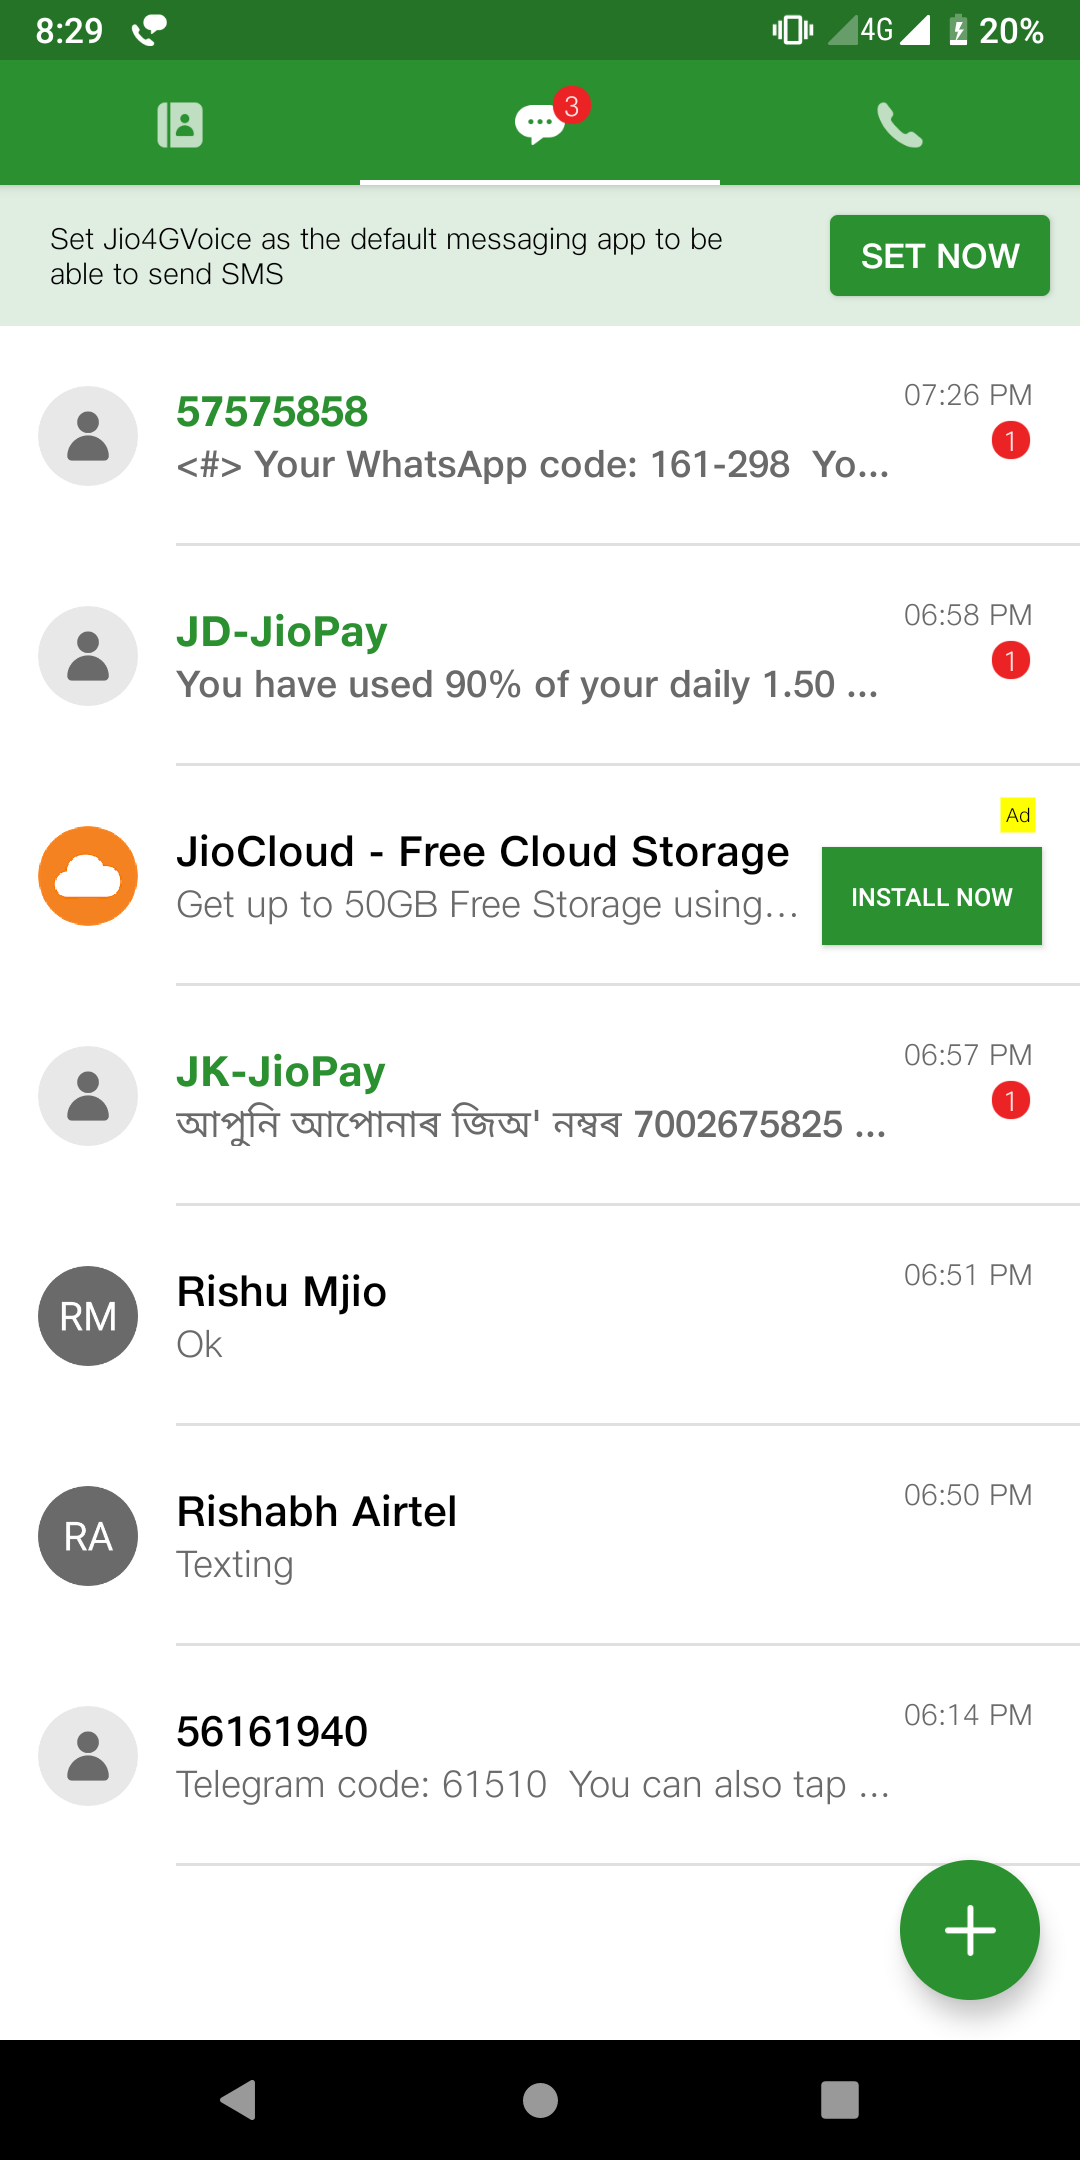 8:29 4G 20%
3
Set Jio4GVoice as the default messaging app to be
able to send SMS
SET NOW
57575858
07:26 PM
<#> Your WhatsApp code: 161-298 Yo...
1
JD-JioPay
06:58 PM
You have used 90% of your daily 1.50 ...
1
Ad
JioCloud - Free Cloud Storage
Get up to 50GB Free Storage using...
INSTALL NOW
JK-JioPay
06:57 PM
আপুনি আপোনাৰ জিঅ' নম্বৰ 7002675825 ...
1
RM
Rishu Mjio
06:51 PM
Ok
RA
Rishabh Airtel
06:50 PM
Texting
56161940
06:14 PM
Telegram code: 61510 You can also tap ...